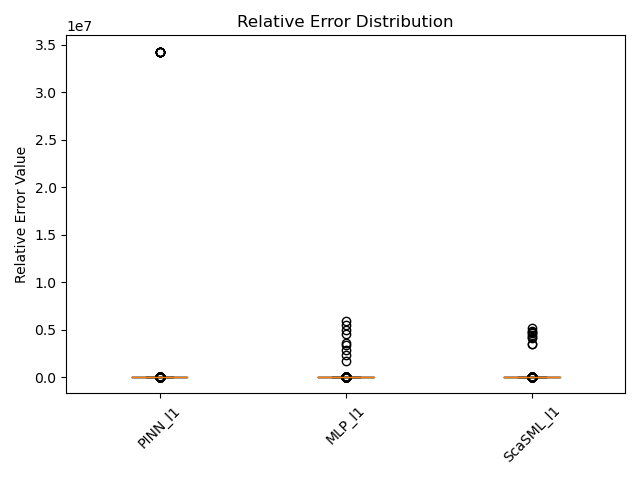 Relative Error Distribution
1e7
3.5
3.0
2.5
2.0
1.5
1.0
0.5
0.0
Relative Error Value
PINN_l1
MLP_l1
ScaSML_l1